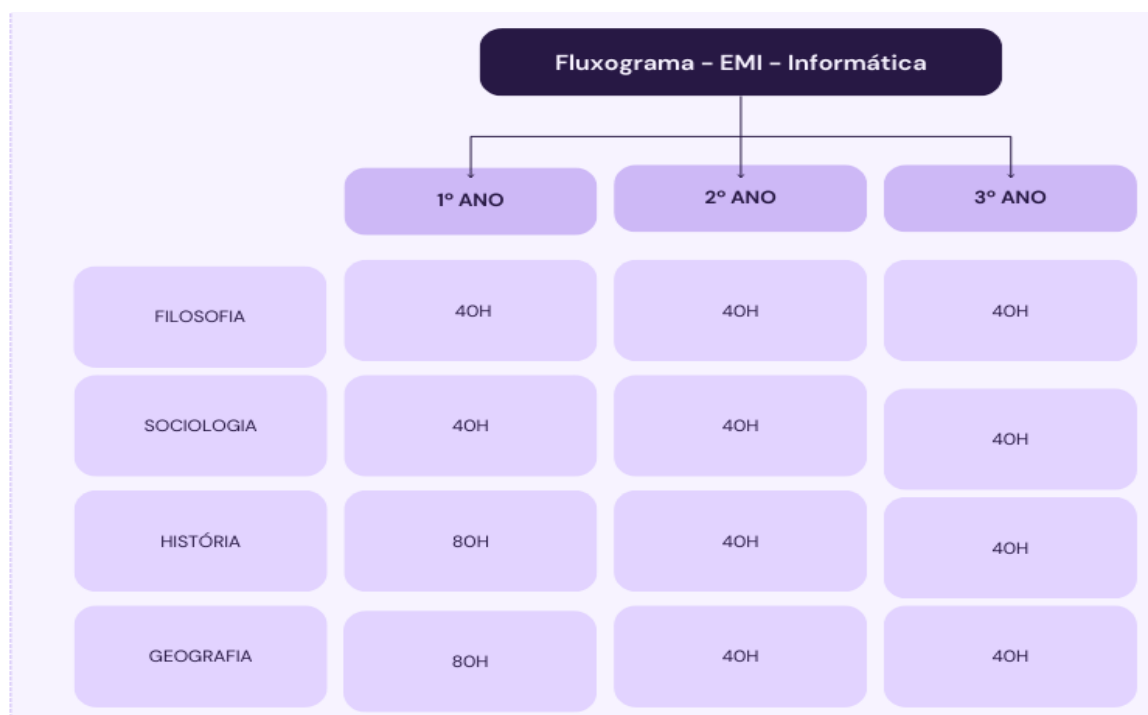 Fluxograma - EMI - Informática
1º ANO 2º ANO 3º ANO
FILOSOFIA 40H 40H 40H
SOCIOLOGIA 40H 40H 40H
HISTÓRIA 80H 40H 40H
GEOGRAFIA 80H 40H 40H